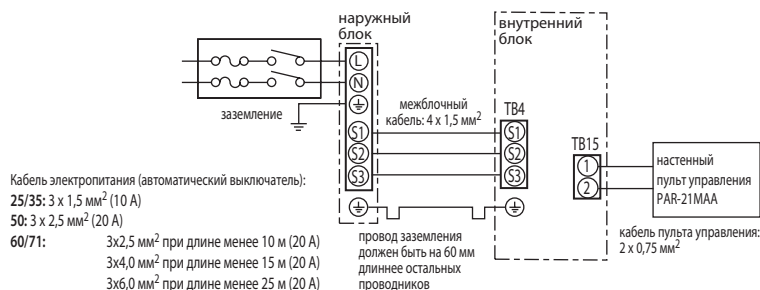 наружный
блок
внутренний
блок
L
N
заземление
межблочный
кабель: 4 x 1,5 мм²
TB4
S1
S1
S2
S2
S3
S3
TB15
1
2
настенный
пульт управления
PAR-21MAA
кабель пульта управления:
2 x 0,75 мм²
провод заземления
должен быть на 60 мм
длиннее остальных
проводников
Кабель электропитания (автоматический выключатель):
25/35: 3 x 1,5 мм² (10 А)
50: 3 x 2,5 мм² (20 А)
60/71: 3x2,5 мм² при длине менее 10 м (20 А)
3x4,0 мм² при длине менее 15 м (20 А)
3x6,0 мм² при длине менее 25 м (20 А)